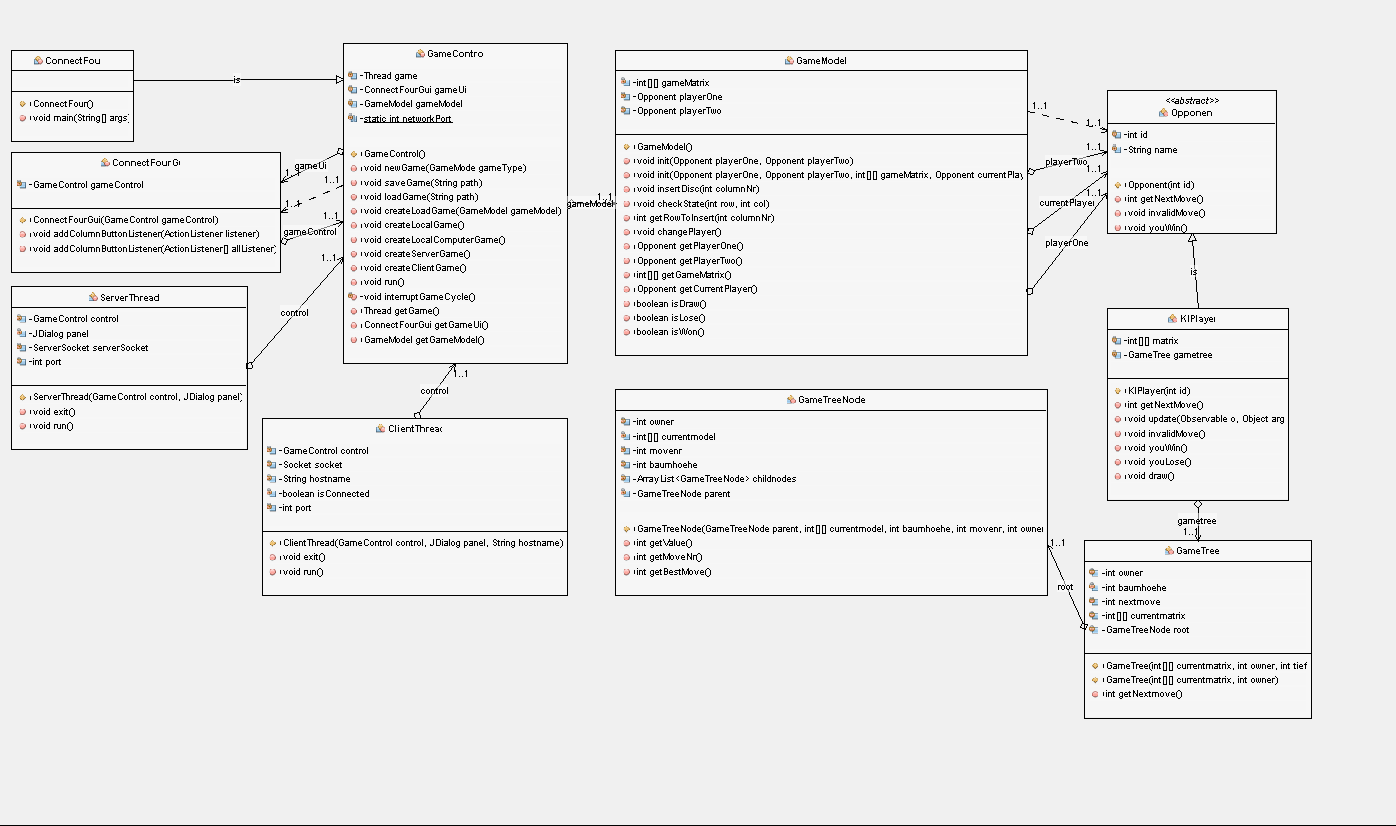 ConnectFou
ConnectFour()
void main(String[] args)
is
GameContro
-Thread game
-ConnectFourGui gameUi
-GameModel gameModel
-static int networkPort
GameControl()
void newGame(GameMode gameType)
void saveGame(String path)
void loadGame(String path)
void createLoadGame(GameModel gameModel)
void createLocalGame()
void createLocalComputerGame()
void createServerGame()
void createClientGame()
void run()
-void interruptGameCycle()
Thread getGame()
ConnectFourGui getGameUi()
GameModel getGameModel()
ConnectFourGu
-GameControl gameControl
ConnectFourGui(GameControl gameControl)
void addColumnButtonListener(ActionListener listener)
void addColumnButtonListener(ActionListener[] allListener)
gameUi
1..1
1..1
1..1
gameControl
1..1
ServerThread
-GameControl control
-JDialog panel
-ServerSocket serverSocket
-int port
ServerThread(GameControl control, JDialog panel)
void exit()
void run()
control
1..1
control
ClientThread
-GameControl control
-Socket socket
-String hostname
-boolean isConnected
-int port
ClientThread(GameControl control, JDialog panel, String hostname)
void exit()
void run()
1..1
gameModel
GameModel
-int[][] gameMatrix
-Opponent playerOne
-Opponent playerTwo
GameModel()
void init(Opponent playerOne, Opponent playerTwo)
void init(Opponent playerOne, Opponent playerTwo, int[][] gameMatrix, Opponent currentPlay
void insertDisc(int columnNr)
void checkState(int row, int col)
int getRowToInsert(int columnNr)
void changePlayer()
Opponent getPlayerOne()
Opponent getPlayerTwo()
int[][] getGameMatrix()
Opponent getCurrentPlayer()
boolean isDraw()
boolean isLose()
boolean isWon()
1..1
1..1
1..1
playerTwo
1..1
currentPlayer
1..1
playerOne
<<abstract>>
Opponen
-int id
-String name
Opponent(int id)
int getNextMove()
void invalidMove()
void youWin()
is
KIPlayer
-int[][] matrix
-GameTree gametree
KIPlayer(int id)
int getNextMove()
void update(Observable o, Object arg
void invalidMove()
void youWin()
void youLose()
void draw()
gametree
1..1
GameTreeNode
-int owner
-int[][] currentmodel
-int movenr
-int baumhoehe
-ArrayList<GameTreeNode> childnodes
-GameTreeNode parent
GameTreeNode(GameTreeNode parent, int[][] currentmodel, int baumhoehe, int movenr, int owner
int getValue()
int getMoveNr()
int getBestMove()
1..1
root
GameTree
-int owner
-int baumhoehe
-int nextmove
-int[][] currentmatrix
-GameTreeNode root
GameTree(int[][] currentmatrix, int owner, int tief
GameTree(int[][] currentmatrix, int owner)
int getNextmove()